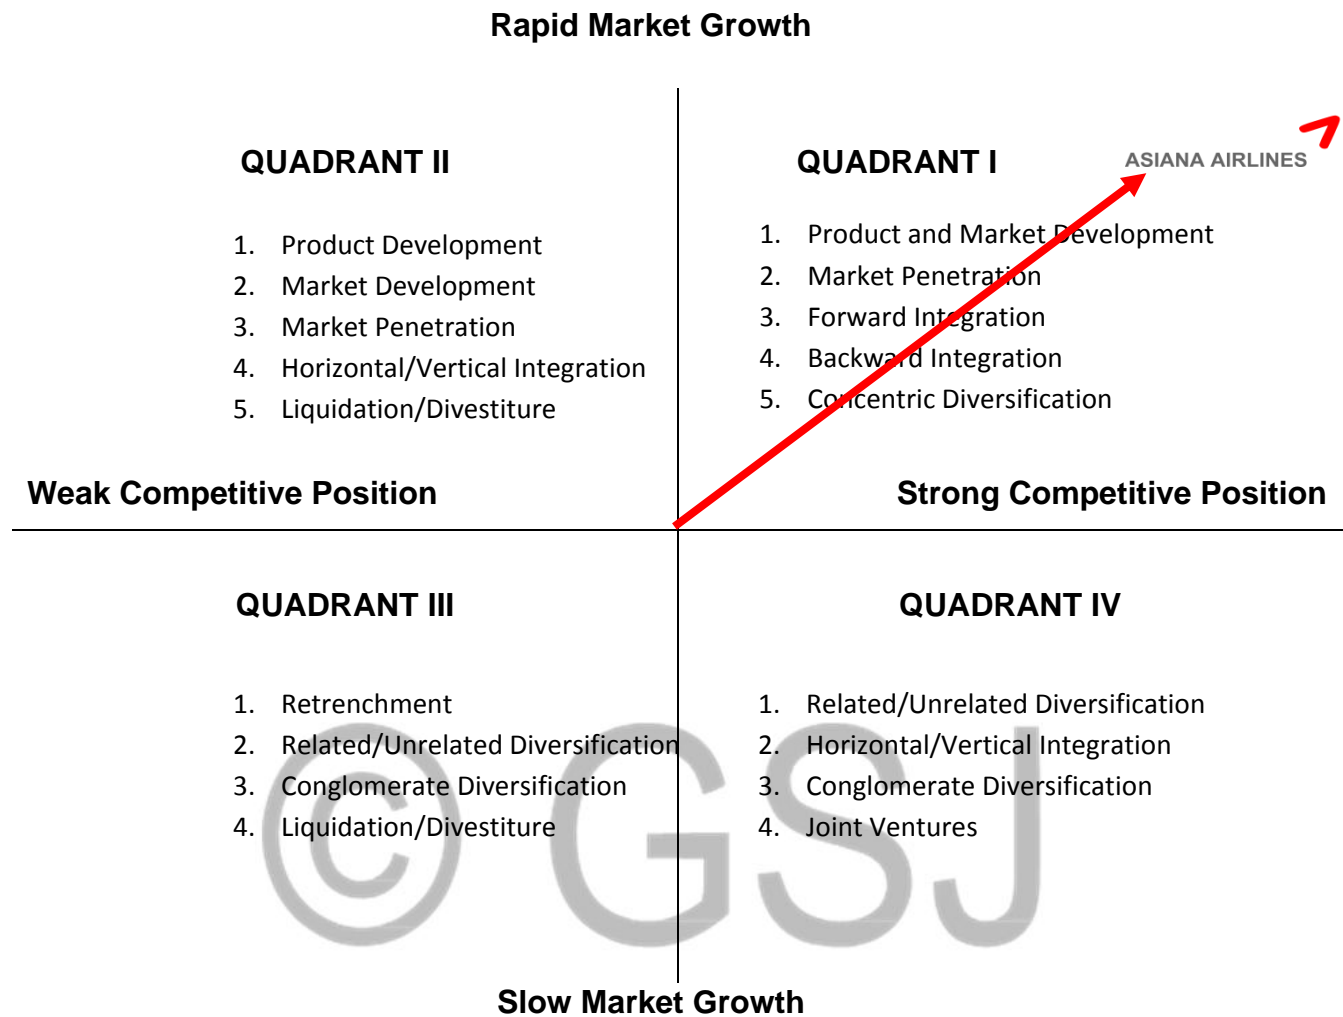 Rapid Market Growth
QUADRANT II
1. Product Development
2. Market Development
3. Market Penetration
4. Horizontal/Vertical Integration
5. Liquidation/Divestiture
QUADRANT I
ASIANA AIRLINES
1. Product and Market Development
2. Market Penetration
3. Forward Integration
4. Backward Integration
5. Concentric Diversification
Weak Competitive Position
Strong Competitive Position
QUADRANT III
1. Retrenchment
2. Related/Unrelated Diversification
3. Conglomerate Diversification
4. Liquidation/Divestiture
QUADRANT IV
1. Related/Unrelated Diversification
2. Horizontal/Vertical Integration
3. Conglomerate Diversification
4. Joint Ventures
© GSJ
Slow Market Growth